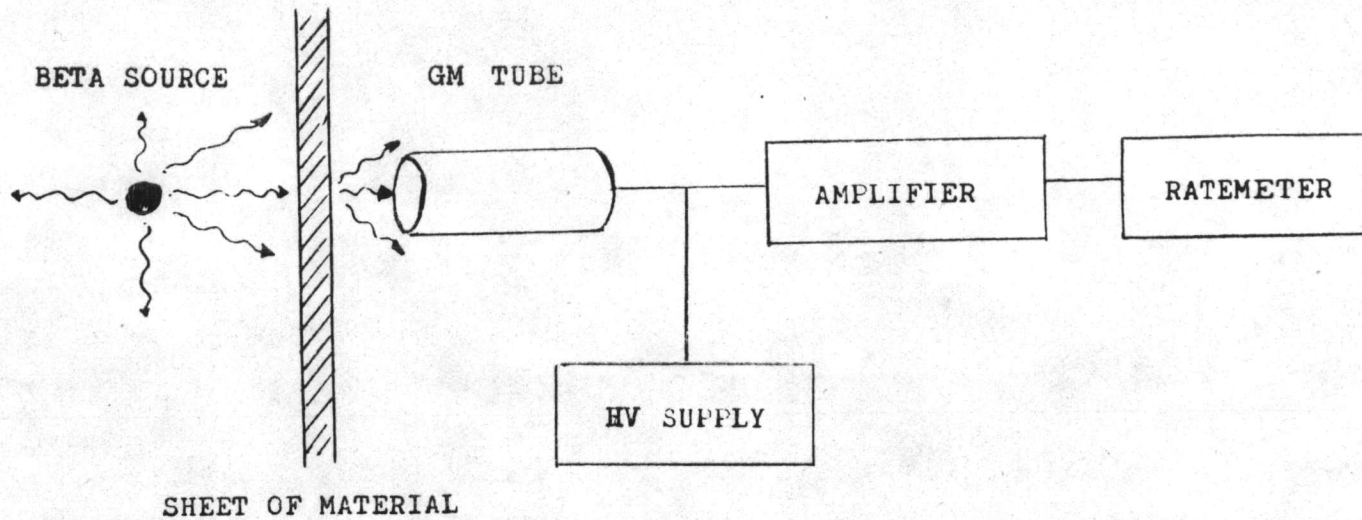 BETA SOURCE
GM TUBE
AMPLIFIER
RATEMETER
HV SUPPLY
SHEET OF MATERIAL